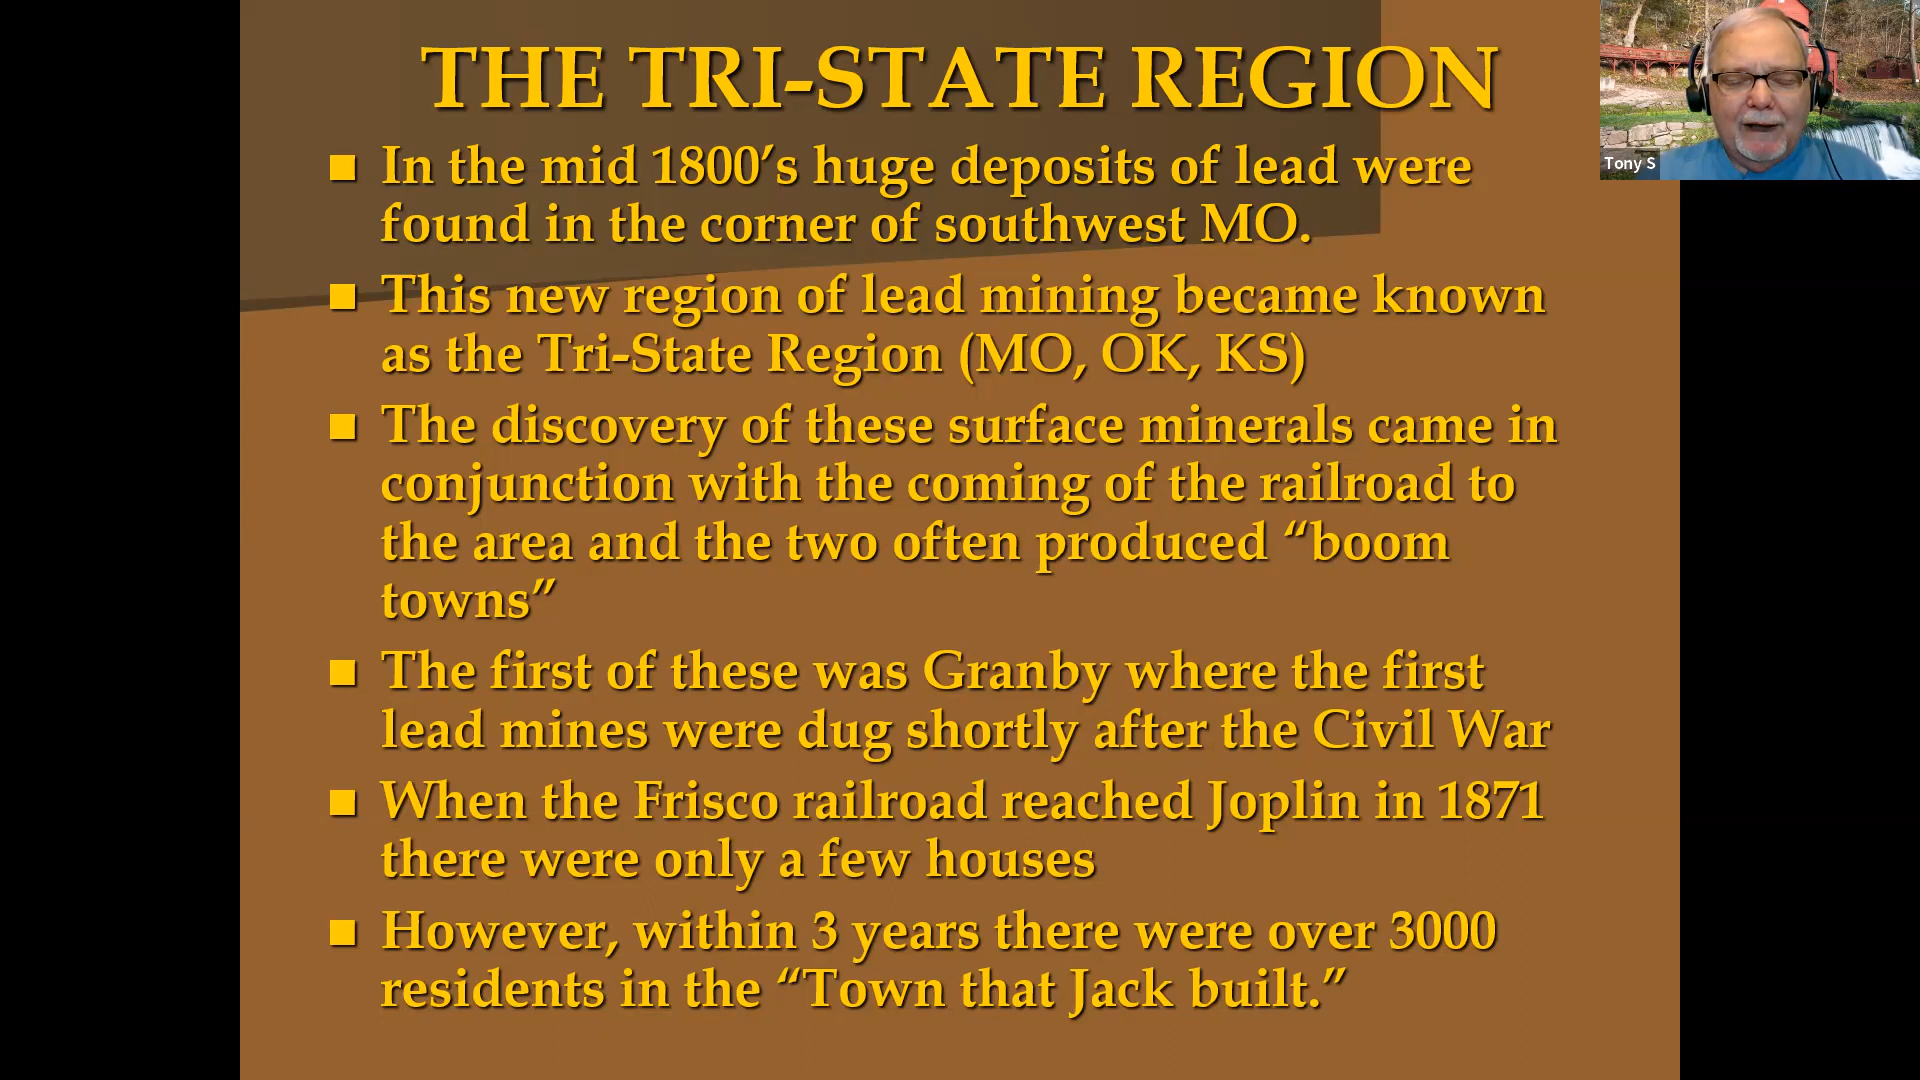 THE TRI-STATE REGION
■ In the mid 1800’s huge deposits of lead were
found in the corner of southwest MO.
■ This new region of lead mining became known
as the Tri-State Region (MO, OK, KS)
■ The discovery of these surface minerals came in
conjunction with the coming of the railroad to
the area and the two often produced “boom
towns”
■ The first of these was Granby where the first
lead mines were dug shortly after the Civil War
■ When the Frisco railroad reached Joplin in 1871
there were only a few houses
■ However, within 3 years there were over 3000
residents in the “Town that Jack built.”
Tony S